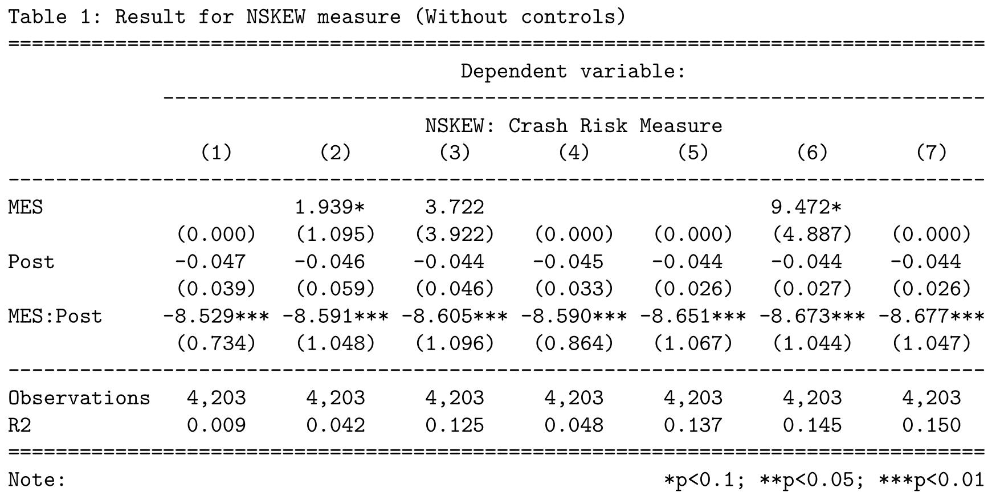 Table 1: Result for NSKEW measure (Without controls)
==================================================================================
Dependent variable:
---------------------------------------------------------------------
NSKEW: Crash Risk Measure
(1) (2) (3) (4) (5) (6) (7)
----------------------------------------------------------------------------------
MES 1.939* 3.722 9.472*
(0.000) (1.095) (3.922) (0.000) (0.000) (4.887) (0.000)
Post -0.047 -0.046 -0.044 -0.045 -0.044 -0.044 -0.044
(0.039) (0.059) (0.046) (0.033) (0.026) (0.027) (0.026)
MES:Post -8.529*** -8.591*** -8.605*** -8.590*** -8.651*** -8.673*** -8.677***
(0.734) (1.048) (1.096) (0.864) (1.067) (1.044) (1.047)
----------------------------------------------------------------------------------
Observations 4,203 4,203 4,203 4,203 4,203 4,203 4,203
R2 0.009 0.042 0.125 0.048 0.137 0.145 0.150
==================================================================================
Note: *p<0.1; **p<0.05; ***p<0.01